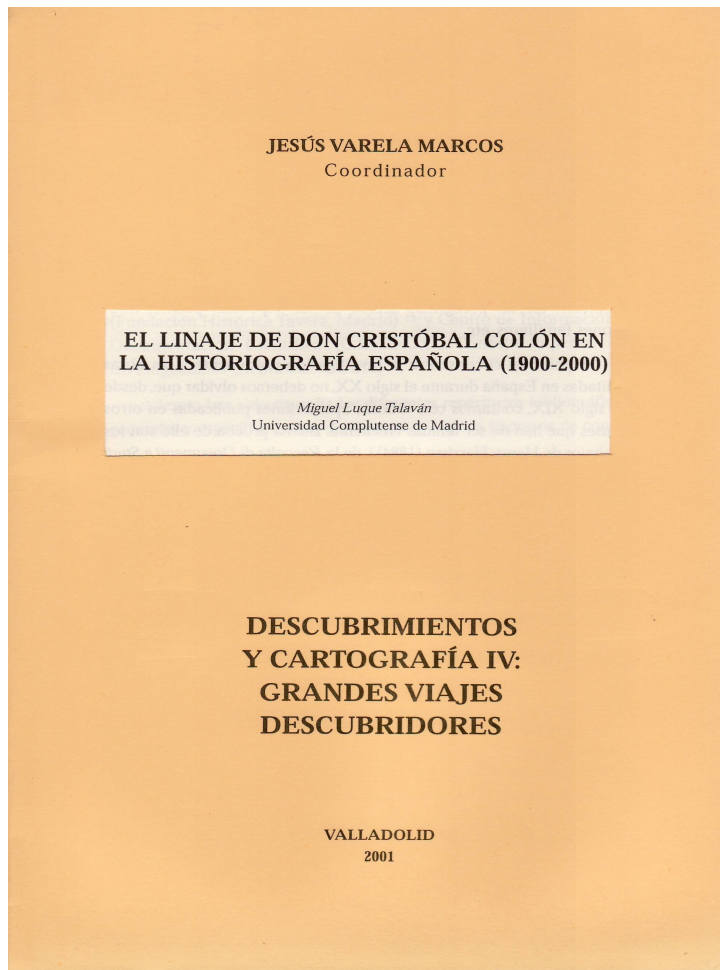 JESÚS VARELA MARCOS
Coordinador
EL LINAJE DE DON CRISTÓBAL COLÓN EN
LA HISTORIOGRAFÍA ESPAÑOLA (1900-2000)
Miguel Luque Talaván
Universidad Complutense de Madrid
DESCUBRIMIENTOS
Y CARTOGRAFÍA IV:
GRANDES VIAJES
DESCUBRIDORES
VALLADOLID
2001